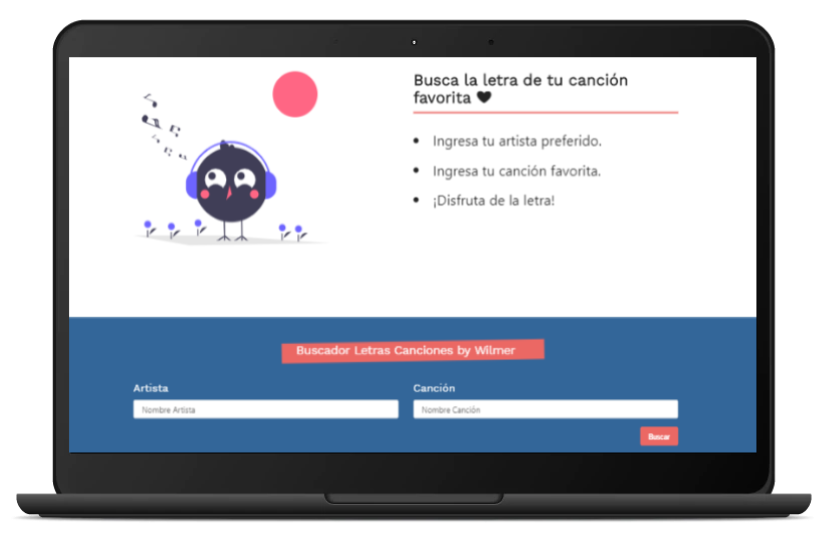 Busca la letra de tu canción
favorita 🖤
Ingresa tu artista preferido.
Ingresa tu canción favorita.
¡Disfruta de la letra!
Buscador Letras Canciones by Wilmer
Artista
Canción
Nombre Artista
Nombre Canción
Buscar